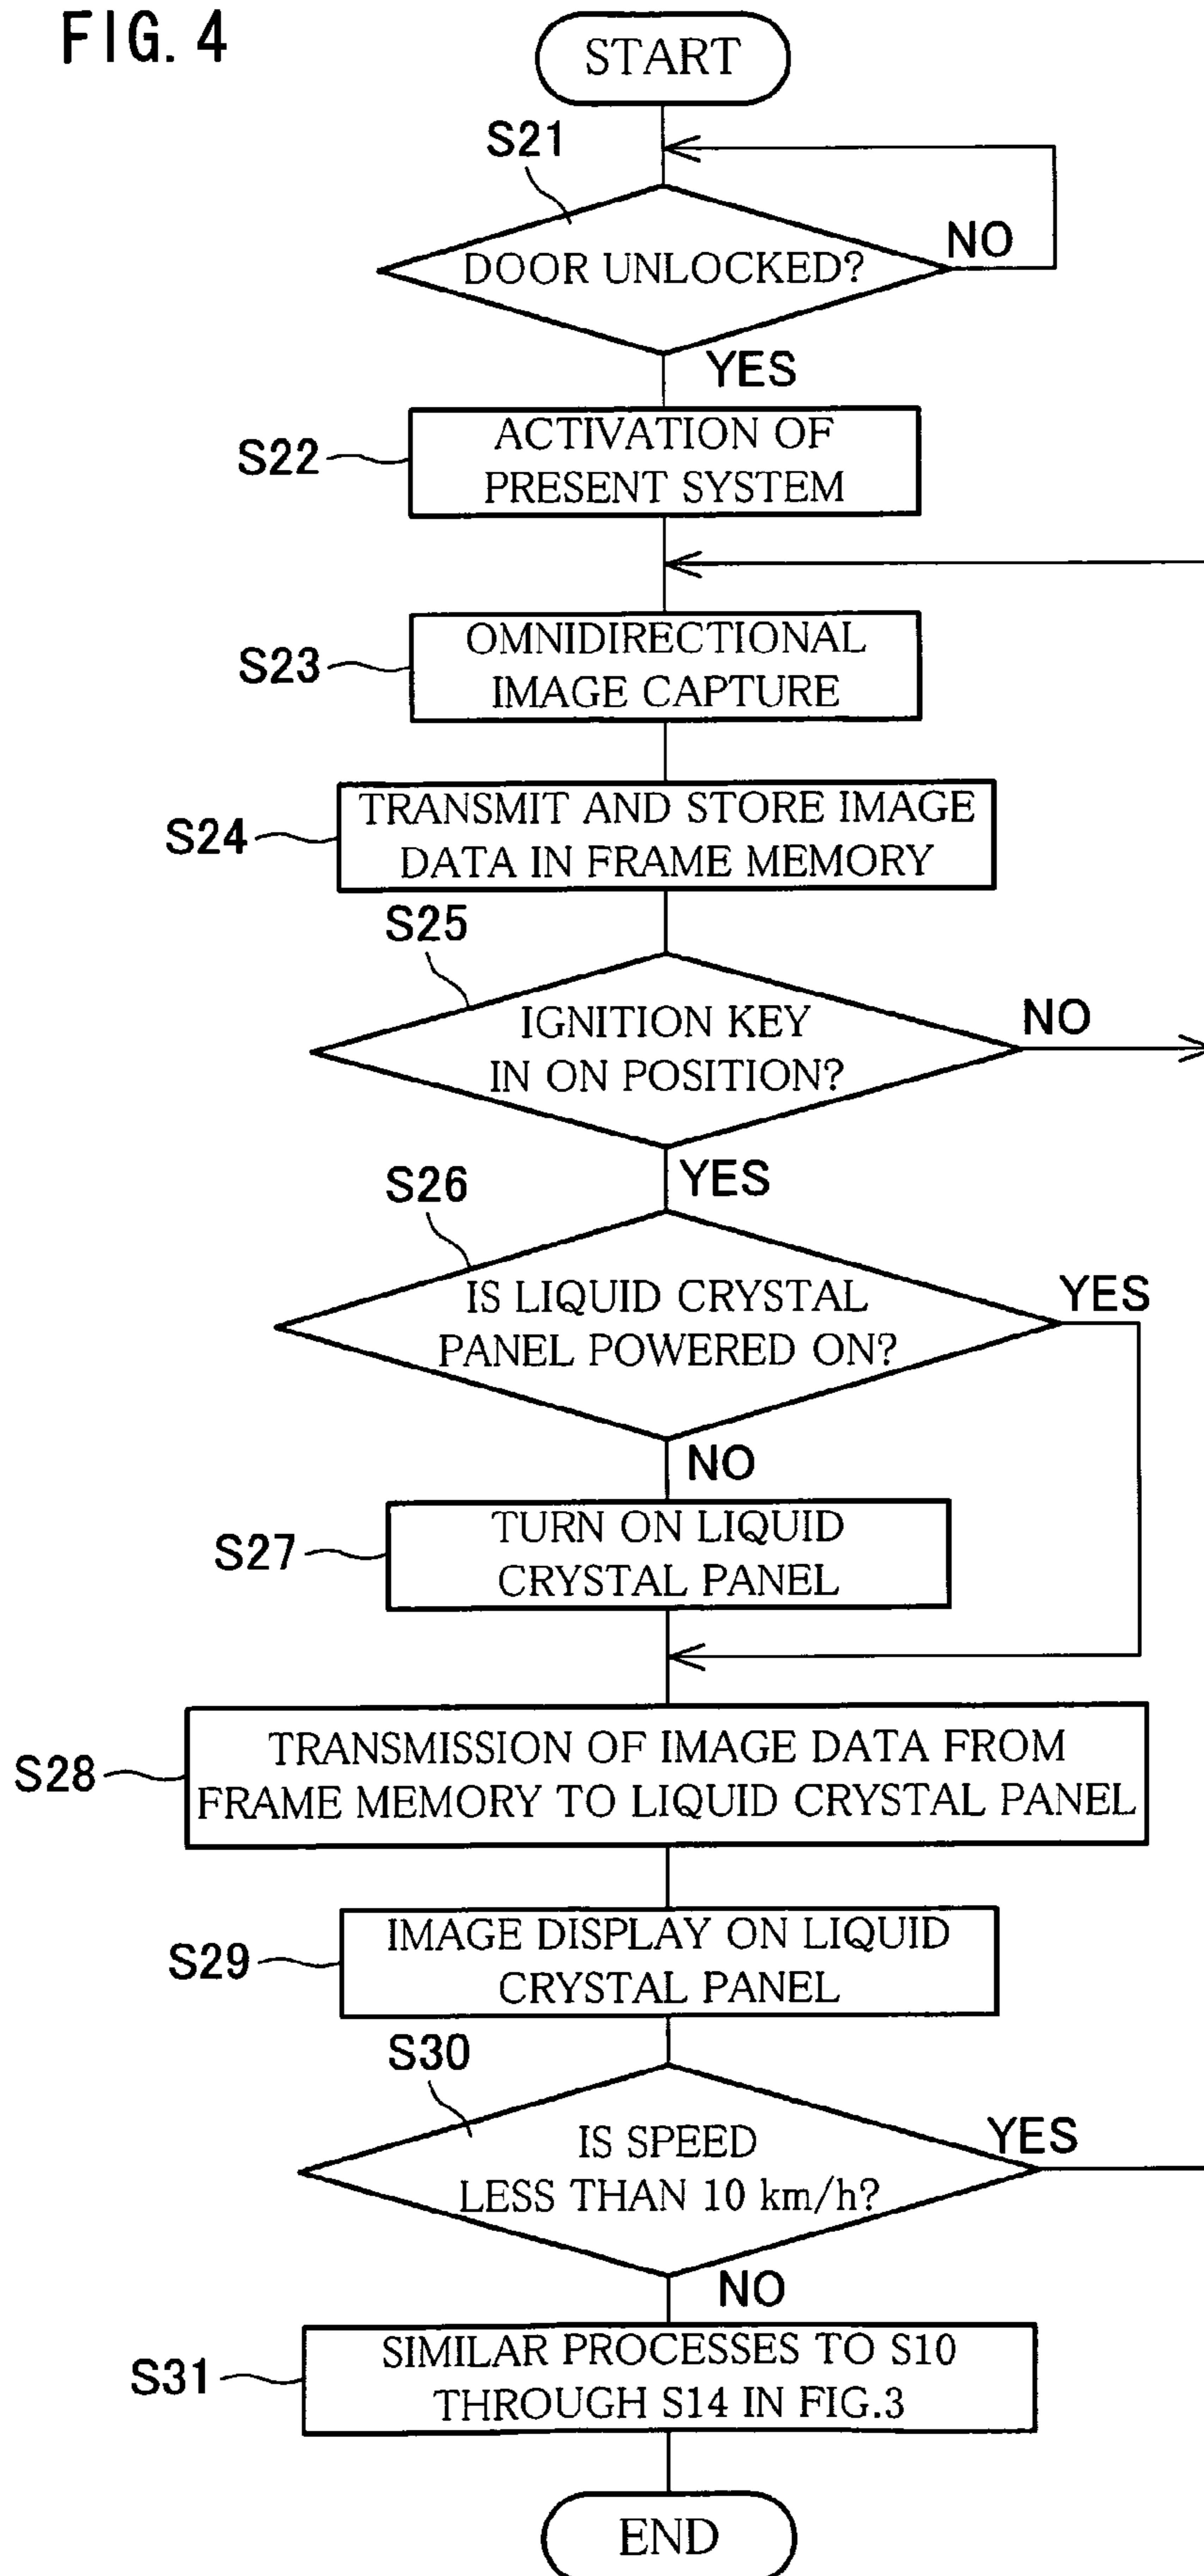 FIG. 4
START
S21
DOOR UNLOCKED?
NO
YES
S22
ACTIVATION OF
PRESENT SYSTEM
S23
OMNIDIRECTIONAL
IMAGE CAPTURE
S24
TRANSMIT AND STORE IMAGE
DATA IN FRAME MEMORY
S25
IGNITION KEY
IN ON POSITION?
NO
YES
S26
IS LIQUID CRYSTAL
PANEL POWERED ON?
YES
NO
S27
TURN ON LIQUID
CRYSTAL PANEL
S28
TRANSMISSION OF IMAGE DATA FROM
FRAME MEMORY TO LIQUID CRYSTAL PANEL
S29
IMAGE DISPLAY ON LIQUID
CRYSTAL PANEL
S30
IS SPEED
LESS THAN 10 km/h?
YES
NO
S31
SIMILAR PROCESSES TO S10
THROUGH S14 IN FIG.3
END